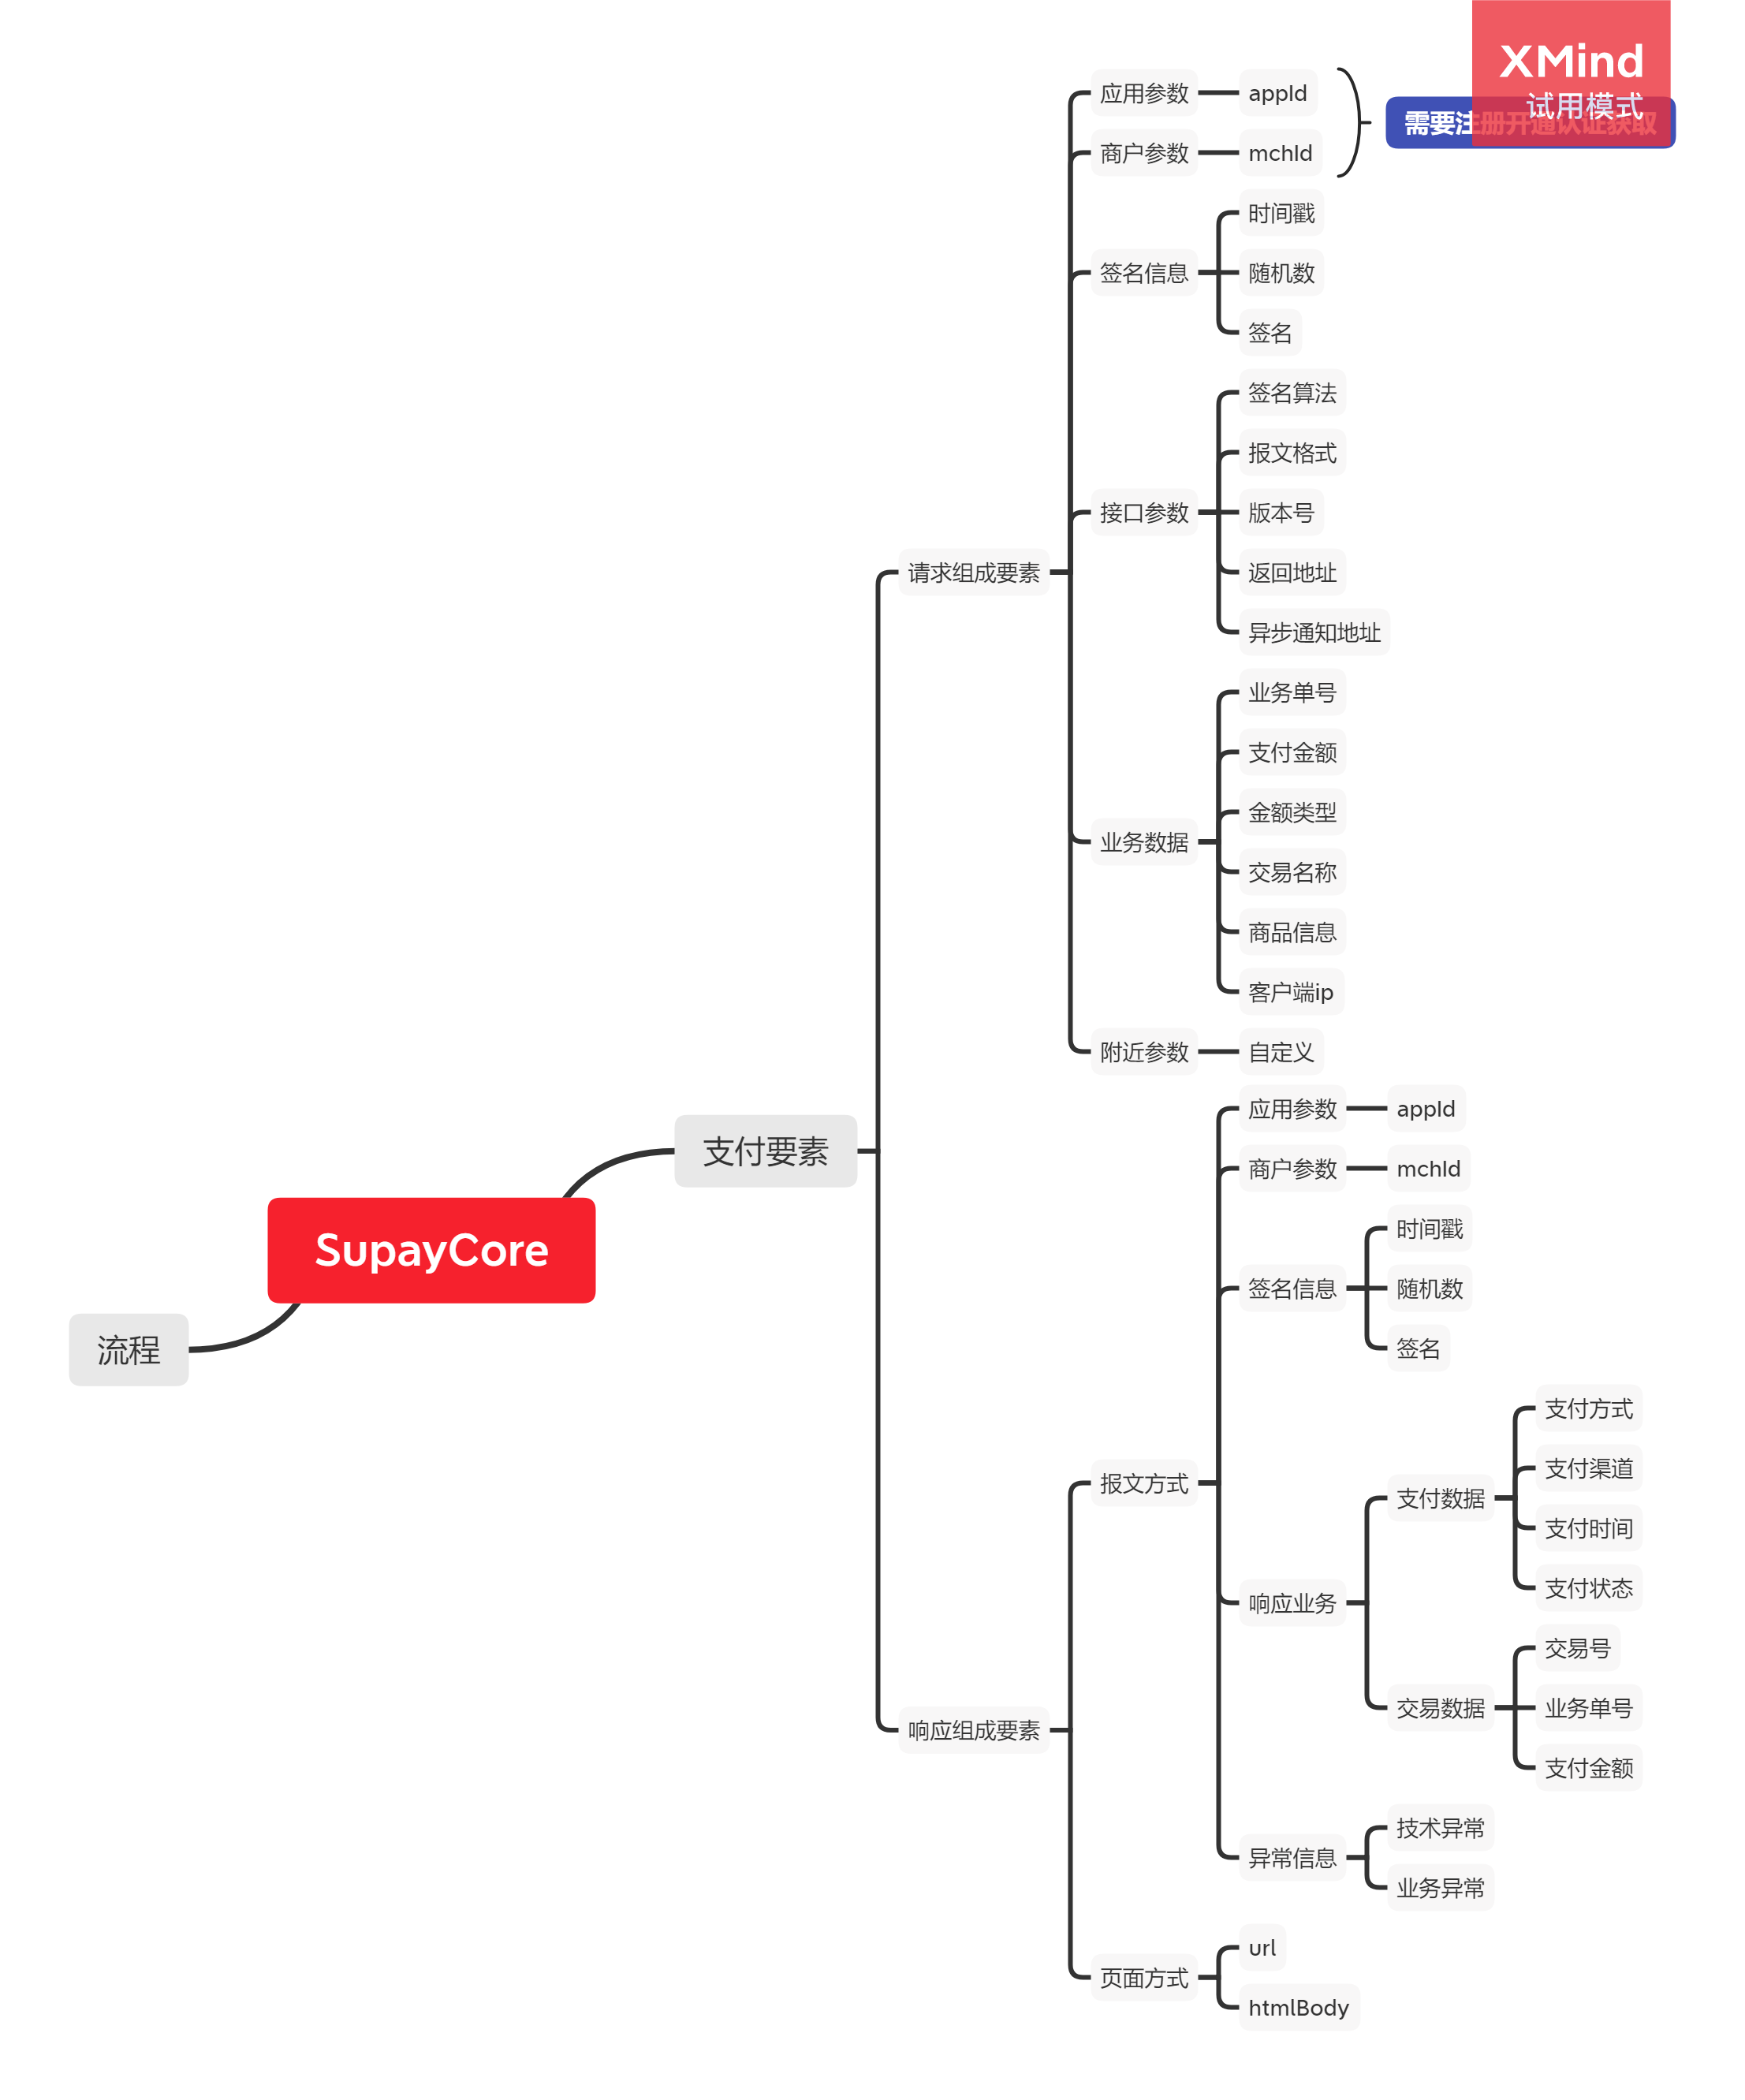 XMind
试用模式
需要注册开通认证获取
应用参数
appId
商户参数
mchId
签名信息
时间戳
随机数
签名
接口参数
签名算法
报文格式
版本号
返回地址
异步通知地址
请求组成要素
业务数据
业务单号
支付金额
金额类型
交易名称
商品信息
客户端ip
附近参数
自定义
支付要素
SupayCore
流程
应用参数
appId
商户参数
mchId
签名信息
时间戳
随机数
签名
报文方式
响应业务
支付数据
支付方式
支付渠道
支付时间
支付状态
交易数据
交易号
业务单号
支付金额
响应组成要素
异常信息
技术异常
业务异常
页面方式
url
htmlBody